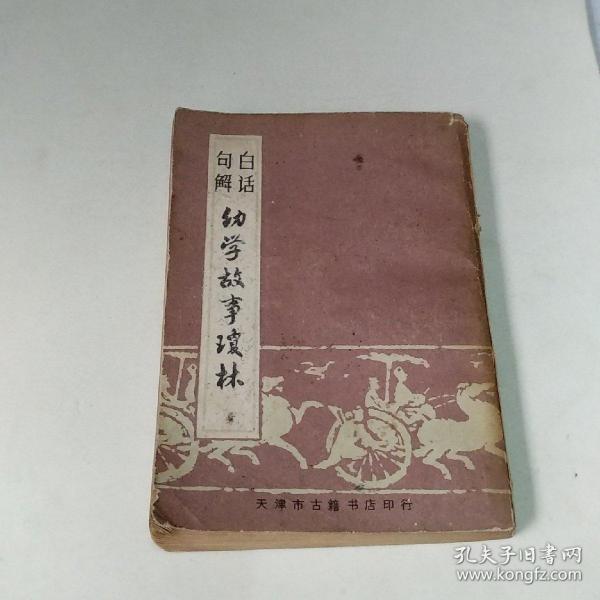 白话
句解
幼学故事琼林
天津市古籍书店印行
孔夫子旧书网
www.kongfz.com